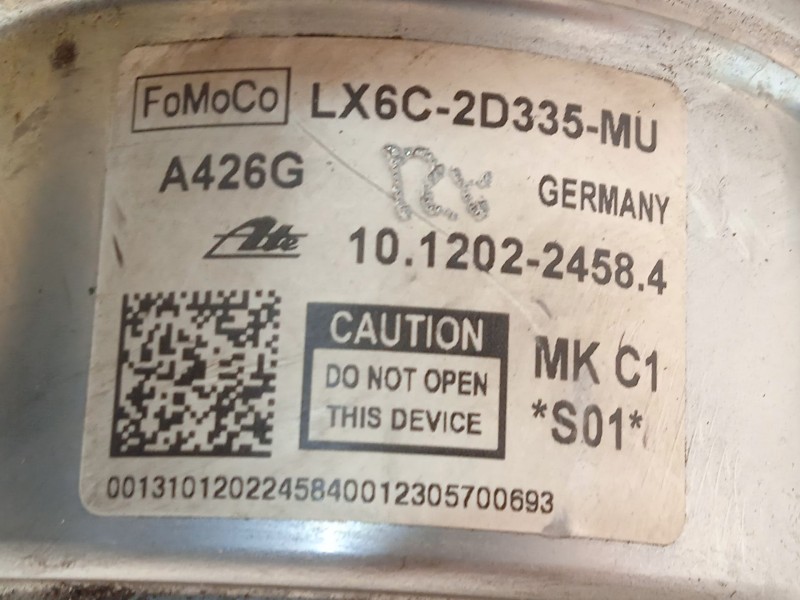 FoMoCo LX6C-2D335-MU
A426G GERMANY
Ate 10.1202-2458.4
CAUTION
DO NOT OPEN
THIS DEVICE
MK C1
*S01*
0013101202245840012305700693